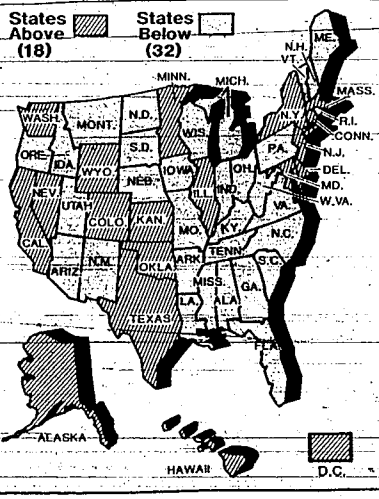 States Above (18)
States Below (32)
MINN.
MICH.
N.H.
VT.
ME.
MASS.
R.I.
CONN.
N.J.
DEL.
MD.
W.VA.
WASH.
MONT.
N.D.
S.D.
ORE.
IDA.
WYO.
NEB.
IOWA
WIS.
N.Y.
PA.
NEV.
UTAH
COLO.
KAN.
MO.
ILL.
IND.
OH.
KY.
VA.
CAL.
ARIZ.
N.M.
OKLA.
ARK.
TENN.
N.C.
S.C.
TEXAS
LA.
MISS.
ALA.
GA.
FLA.
ALASKA
HAWAII
D.C.